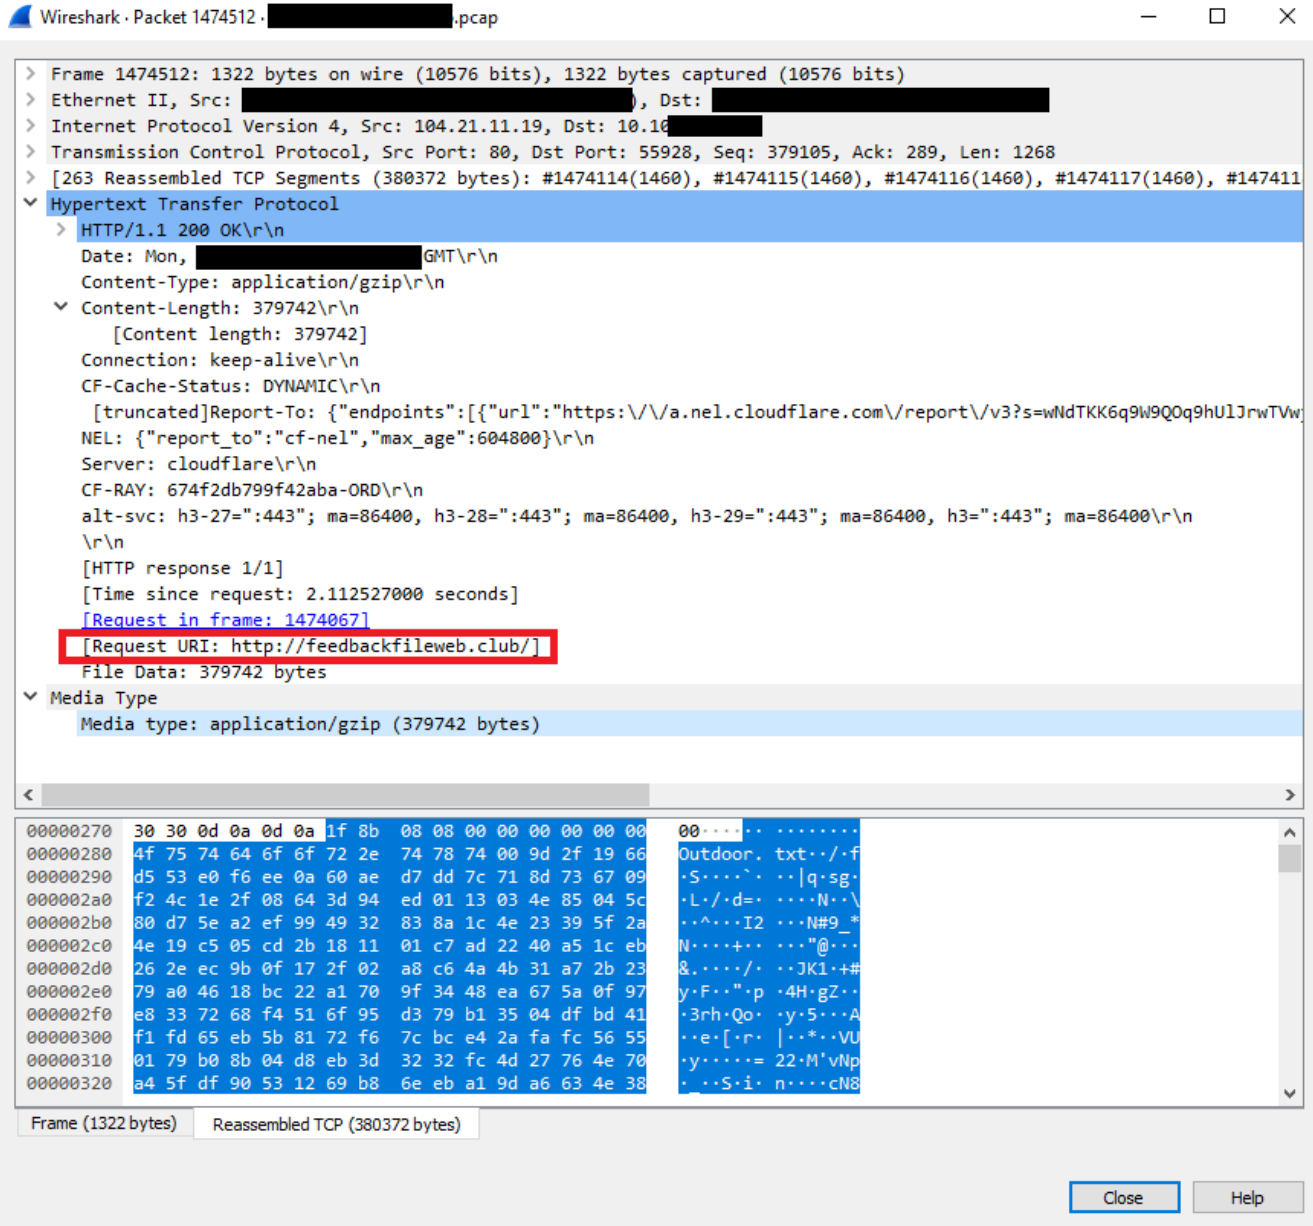 Wireshark · Packet 1474512 · .pcap
Frame 1474512: 1322 bytes on wire (10576 bits), 1322 bytes captured (10576 bits)
Ethernet II, Src: ), Dst:
Internet Protocol Version 4, Src: 104.21.11.19, Dst: 10.10
Transmission Control Protocol, Src Port: 80, Dst Port: 55928, Seq: 379105, Ack: 289, Len: 1268
[263 Reassembled TCP Segments (380372 bytes): #1474114(1460), #1474115(1460), #1474116(1460), #1474117(1460), #147411
Hypertext Transfer Protocol
HTTP/1.1 200 OK\r\n
Date: Mon, GMT\r\n
Content-Type: application/gzip\r\n
Content-Length: 379742\r\n
[Content length: 379742]
Connection: keep-alive\r\n
CF-Cache-Status: DYNAMIC\r\n
[truncated]Report-To: {"endpoints":[{"url":"https:\/\/a.nel.cloudflare.com\/report\/v3?s=wNdTKK6q9W9QOq9hUlJrwTVw
NEL: {"report_to":"cf-nel","max_age":604800}\r\n
Server: cloudflare\r\n
CF-RAY: 674f2db799f42aba-ORD\r\n
alt-svc: h3-27=":443"; ma=86400, h3-28=":443"; ma=86400, h3-29=":443"; ma=86400, h3=":443"; ma=86400\r\n
\r\n
[HTTP response 1/1]
[Time since request: 2.112527000 seconds]
[Request in frame: 1474067]
[Request URI: http://feedbackfileweb.club/]
File Data: 379742 bytes
Media Type
Media type: application/gzip (379742 bytes)
00000270 30 30 0d 0a 0d 0a 1f 8b 08 08 00 00 00 00 00 00 00····· ········
00000280 4f 75 74 64 6f 6f 72 2e 74 78 74 00 9d 2f 19 66 Outdoor. txt··/·f
00000290 d5 53 e0 f6 ee 0a 60 ae d7 dd 7c 71 8d 73 67 09 ·S····`· ··|q·sg·
000002a0 f2 4c 1e 2f 08 64 3d 94 ed 01 13 03 4e 85 04 5c ·L·/·d=· ····N··\
000002b0 80 d7 5e a2 ef 99 49 32 83 8a 1c 4e 23 39 5f 2a ··^···I2 ···N#9_*
000002c0 4e 19 c5 05 cd 2b 18 11 01 c7 ad 22 40 a5 1c eb N····+·· ···"@···
000002d0 26 2e ec 9b 0f 17 2f 02 a8 c6 4a 4b 31 a7 2b 23 &.····/· ··JK1·+#
000002e0 79 a0 46 18 bc 22 a1 70 9f 34 48 ea 67 5a 0f 97 y·F··"·p ·4H·gZ··
000002f0 e8 33 72 68 f4 51 6f 95 d3 79 b1 35 04 df bd 41 ·3rh·Qo· ·y·5···A
00000300 f1 fd 65 eb 5b 81 72 f6 7c bc e4 2a fa fc 56 55 ··e·[·r· |··*··VU
00000310 01 79 b0 8b 04 d8 eb 3d 32 32 fc 4d 27 76 4e 70 ·y·····= 22·M'vNp
00000320 a4 5f df 90 53 12 69 b8 6e eb a1 9d a6 63 4e 38 ·_··S·i· n····cN8
Frame (1322 bytes) Reassembled TCP (380372 bytes)
Close Help